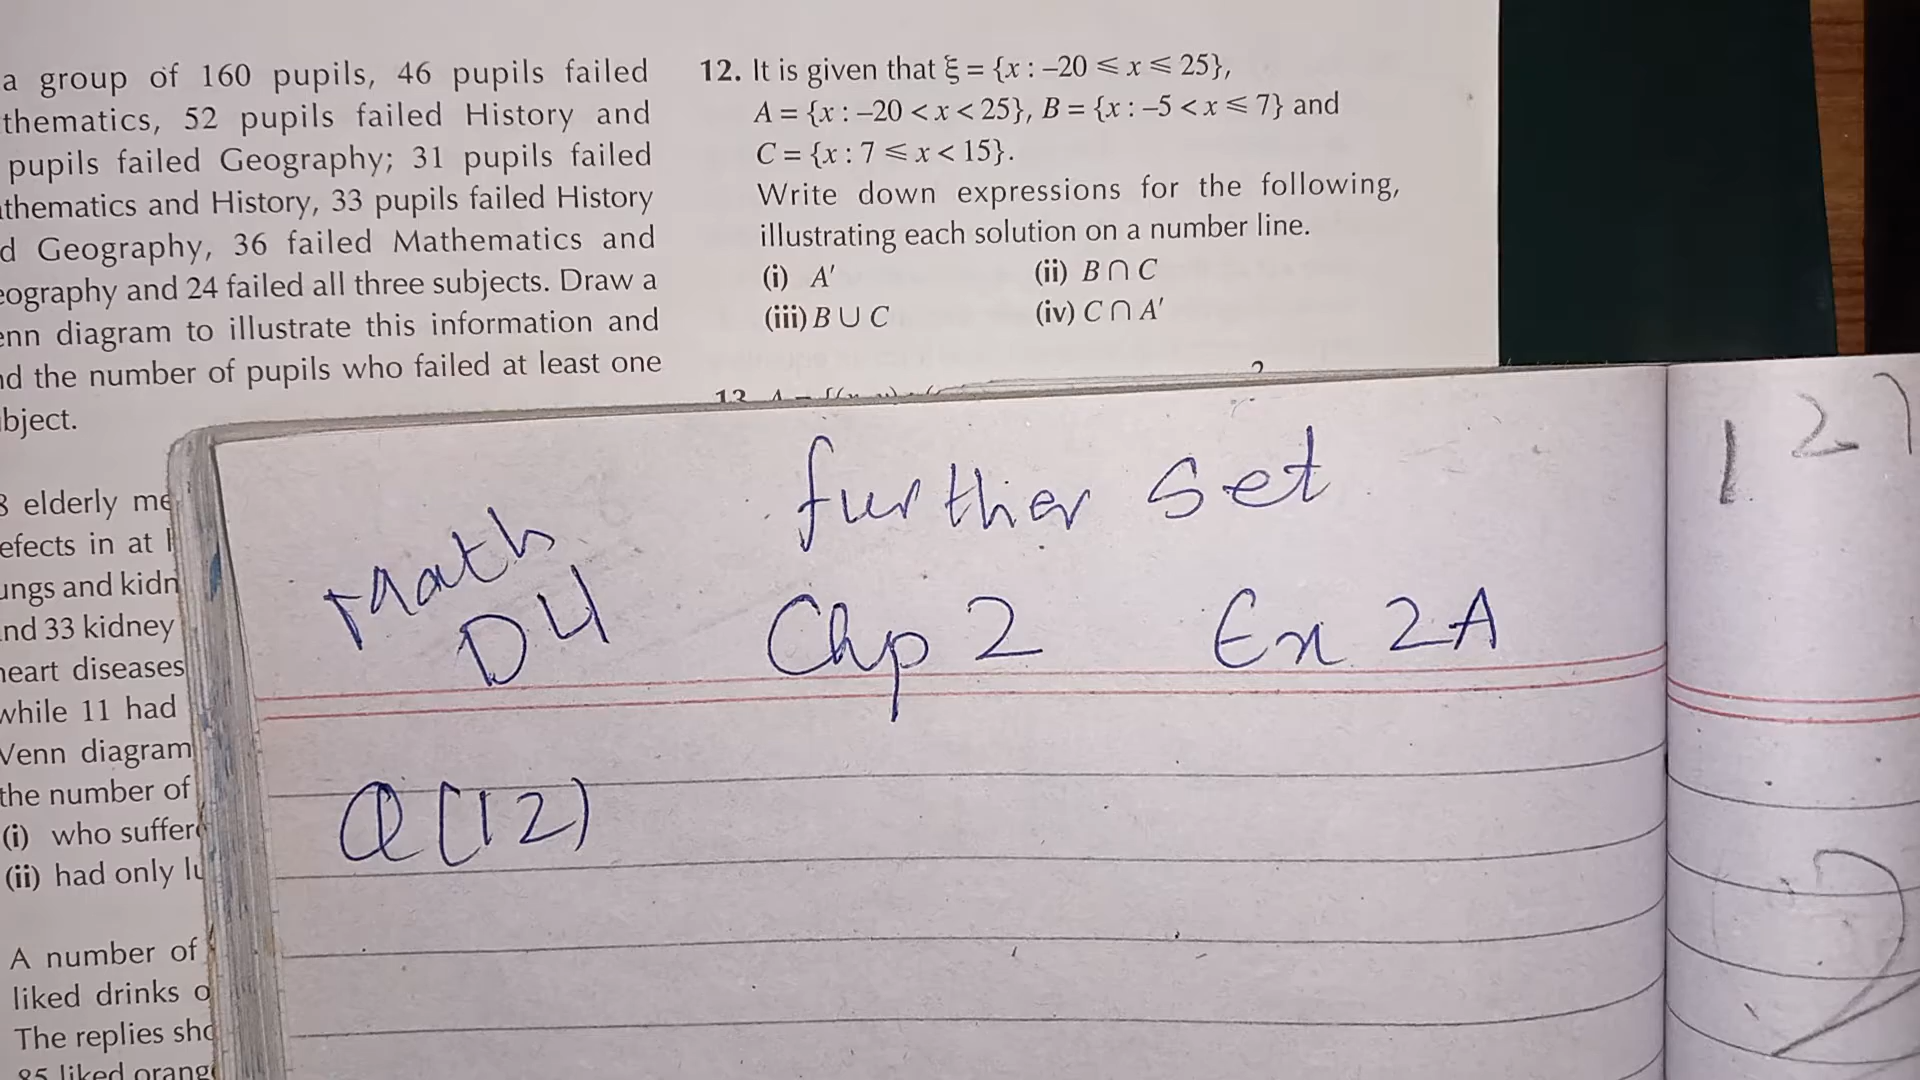 a group of 160 pupils, 46 pupils failed
thematics, 52 pupils failed History and
pupils failed Geography; 31 pupils failed
thematics and History, 33 pupils failed History
d Geography, 36 failed Mathematics and
eography and 24 failed all three subjects. Draw a
enn diagram to illustrate this information and
nd the number of pupils who failed at least one
bject.
8 elderly me
efects in at l
ungs and kidn
nd 33 kidney
heart diseases
while 11 had
Venn diagram
the number of
(i) who suffere
(ii) had only lu
A number of
liked drinks o
The replies sho
85 liked orang
12. It is given that ξ = {x : –20 ⩽ x ⩽ 25},
A = {x : –20 < x < 25}, B = {x : –5 < x ⩽ 7} and
C = {x : 7 ⩽ x < 15}.
Write down expressions for the following,
illustrating each solution on a number line.
(i) A′ (ii) B ∩ C
(iii) B ∪ C (iv) C ∩ A′
further set
Math
D4 Chp 2 Ex 2A
Q(12)
12